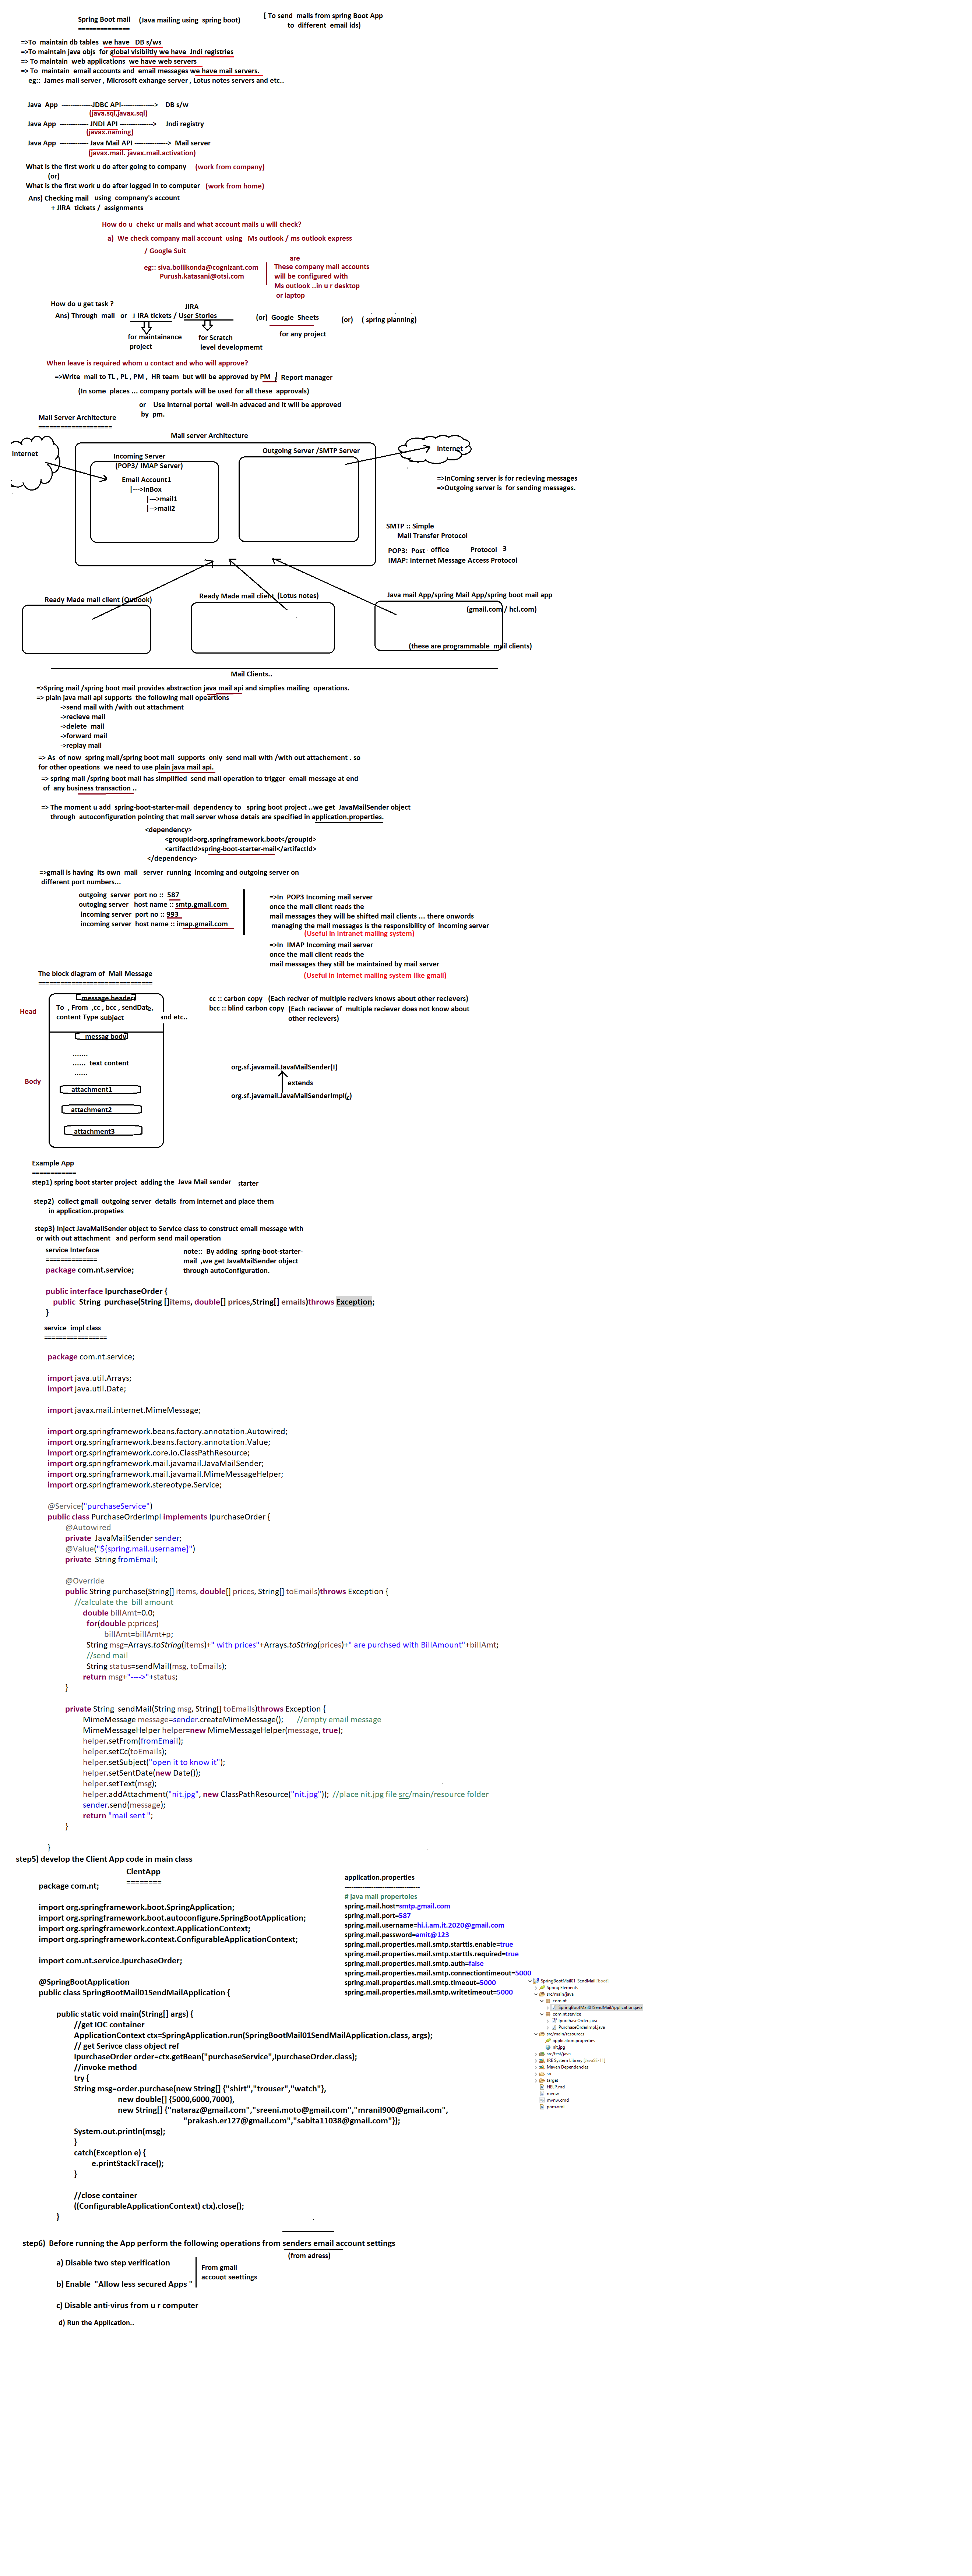 Spring Boot mail (Java mailing using spring boot) [ To send mails from spring Boot App
to different email ids)
==============
=>To maintain db tables we have DB s/ws
=>To maintain java objs for global visibiitly we have Jndi registries
=> To maintain web applications we have web servers
=> To maintain email accounts and email messages we have mail servers.
eg:: James mail server , Microsoft exhange server , Lotus notes servers and etc..
Java App --------------JDBC API---------------> DB s/w
(java.sql,javax.sql)
Java App ------------- JNDI API ---------------> Jndi registry
(javax.naming)
Java App ------------- Java Mail API ---------------> Mail server
(javax.mail. javax.mail.activation)
What is the first work u do after going to company (work from company)
(or)
What is the first work u do after logged in to computer (work from home)
Ans) Checking mail using compnany's account
+ JIRA tickets / assignments
How do u chekc ur mails and what account mails u will check?
a) We check company mail account using Ms outlook / ms outlook express
/ Google Suit
eg:: siva.bollikonda@cognizant.com
Purush.katasani@otsi.com
are
These company mail accounts
will be configured with
Ms outlook ..in u r desktop
or laptop
How do u get task ?
JIRA
Ans) Through mail or J IRA tickets / User Stories (or) Google Sheets (or) ( spring planning)
for maintainance
project
for Scratch
level developmemt
for any project
When leave is required whom u contact and who will approve?
=>Write mail to TL , PL , PM , HR team but will be approved by PM / Report manager
(In some places ... company portals will be used for all these approvals)
or Use internal portal well-in advaced and it will be approved
by pm.
Mail Server Architecture
====================
Mail server Architecture
Internet
Incoming Server
(POP3/ IMAP Server)
Email Account1
|--->InBox
|--->mail1
|-->mail2
Outgoing Server /SMTP Server
internet
=>InComing server is for recieving messages
=>Outgoing server is for sending messages.
SMTP :: Simple
Mail Transfer Protocol
POP3: Post office Protocol 3
IMAP: Internet Message Access Protocol
Ready Made mail client (Outlook)
Ready Made mail client (Lotus notes)
Java mail App/spring Mail App/spring boot mail app
(gmail.com / hcl.com)
(these are programmable mail clients)
Mail Clients..
=>Spring mail /spring boot mail provides abstraction java mail api and simplies mailing operations.
=> plain java mail api supports the following mail opeartions
->send mail with /with out attachment
->recieve mail
->delete mail
->forward mail
->replay mail
=> As of now spring mail/spring boot mail supports only send mail with /with out attachement . so
for other opeations we need to use plain java mail api.
=> spring mail /spring boot mail has simplified send mail operation to trigger email message at end
of any business transaction ..
=> The moment u add spring-boot-starter-mail dependency to spring boot project ..we get JavaMailSender object
through autoconfiguration pointing that mail server whose detais are specified in application.properties.
<dependency>
<groupId>org.springframework.boot</groupId>
<artifactId>spring-boot-starter-mail</artifactId>
</dependency>
=>gmail is having its own mail server running incoming and outgoing server on
different port numbers...
outgoing server port no :: 587
outoging server host name :: smtp.gmail.com
incoming server port no :: 993
incoming server host name :: imap.gmail.com
=>In POP3 Incoming mail server
once the mail client reads the
mail messages they will be shifted mail clients ... there onwords
managing the mail messages is the responsibility of incoming server
(Useful in Intranet mailing system)
=>In IMAP Incoming mail server
once the mail client reads the
mail messages they still be maintained by mail server
(Useful in internet mailing system like gmail)
The block diagram of Mail Message
===============================
Head
message headers
To , From ,cc , bcc , sendDate,
content Type subject and etc..
cc :: carbon copy (Each reciver of multiple recivers knows about other recievers)
bcc :: blind carbon copy (Each reciever of multiple reciever does not know about
other recievers)
messag body
.......
...... text content
......
Body
attachment1
attachment2
attachment3
org.sf.javamail.JavaMailSender(I)
extends
org.sf.javamail.JavaMailSenderImpl(c)
Example App
============
step1) spring boot starter project adding the Java Mail sender starter
step2) collect gmail outgoing server details from internet and place them
in application.propeties
step3) Inject JavaMailSender object to Service class to construct email message with
or with out attachment and perform send mail operation
service Interface
==============
note:: By adding spring-boot-starter-
mail ,we get JavaMailSender object
through autoConfiguration.
package com.nt.service;
public interface IpurchaseOrder {
public String purchase(String []items, double[] prices,String[] emails)throws Exception;
}
service impl class
=================
package com.nt.service;
import java.util.Arrays;
import java.util.Date;
import javax.mail.internet.MimeMessage;
import org.springframework.beans.factory.annotation.Autowired;
import org.springframework.beans.factory.annotation.Value;
import org.springframework.core.io.ClassPathResource;
import org.springframework.mail.javamail.JavaMailSender;
import org.springframework.mail.javamail.MimeMessageHelper;
import org.springframework.stereotype.Service;
@Service("purchaseService")
public class PurchaseOrderImpl implements IpurchaseOrder {
@Autowired
private JavaMailSender sender;
@Value("${spring.mail.username}")
private String fromEmail;
@Override
public String purchase(String[] items, double[] prices, String[] toEmails)throws Exception {
//calculate the bill amount
double billAmt=0.0;
for(double p:prices)
billAmt=billAmt+p;
String msg=Arrays.toString(items)+" with prices"+Arrays.toString(prices)+" are purchsed with BillAmount"+billAmt;
//send mail
String status=sendMail(msg, toEmails);
return msg+"---->"+status;
}
private String sendMail(String msg, String[] toEmails)throws Exception {
MimeMessage message=sender.createMimeMessage(); //empty email message
MimeMessageHelper helper=new MimeMessageHelper(message, true);
helper.setFrom(fromEmail);
helper.setCc(toEmails);
helper.setSubject("open it to know it");
helper.setSentDate(new Date());
helper.setText(msg);
helper.addAttachment("nit.jpg", new ClassPathResource("nit.jpg")); //place nit.jpg file src/main/resource folder
sender.send(message);
return "mail sent ";
}
}
step5) develop the Client App code in main class
ClentApp
========
package com.nt;
import org.springframework.boot.SpringApplication;
import org.springframework.boot.autoconfigure.SpringBootApplication;
import org.springframework.context.ApplicationContext;
import org.springframework.context.ConfigurableApplicationContext;
import com.nt.service.IpurchaseOrder;
@SpringBootApplication
public class SpringBootMail01SendMailApplication {
public static void main(String[] args) {
//get IOC container
ApplicationContext ctx=SpringApplication.run(SpringBootMail01SendMailApplication.class, args);
// get Serivce class object ref
IpurchaseOrder order=ctx.getBean("purchaseService",IpurchaseOrder.class);
//invoke method
try {
String msg=order.purchase(new String[] {"shirt","trouser","watch"},
new double[] {5000,6000,7000},
new String[] {"nataraz@gmail.com","sreeni.moto@gmail.com","mranil900@gmail.com",
"prakash.er127@gmail.com","sabita11038@gmail.com"});
System.out.println(msg);
}
catch(Exception e) {
e.printStackTrace();
}
//close container
((ConfigurableApplicationContext) ctx).close();
}
application.properties
-----------------------------------
# java mail propertoies
spring.mail.host=smtp.gmail.com
spring.mail.port=587
spring.mail.username=hi.i.am.it.2020@gmail.com
spring.mail.password=amit@123
spring.mail.properties.mail.smtp.starttls.enable=true
spring.mail.properties.mail.smtp.starttls.required=true
spring.mail.properties.mail.smtp.auth=false
spring.mail.properties.mail.smtp.connectiontimeout=5000
spring.mail.properties.mail.smtp.timeout=5000
spring.mail.properties.mail.smtp.writetimeout=5000
SpringBootMail01-SendMail [boot]
Spring Elements
src/main/java
com.nt
SpringBootMail01SendMailApplication.java
com.nt.service
IpurchaseOrder.java
PurchaseOrderImpl.java
src/main/resources
application.properties
nit.jpg
src/test/java
JRE System Library [JavaSE-11]
Maven Dependencies
src
target
HELP.md
mvnw
mvnw.cmd
pom.xml
step6) Before running the App perform the following operations from senders email account settings
(from adress)
a) Disable two step verification
b) Enable "Allow less secured Apps "
From gmail
account seettings
c) Disable anti-virus from u r computer
d) Run the Application..